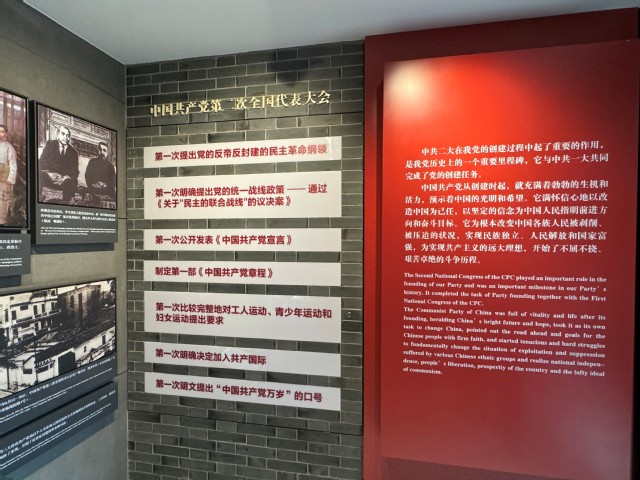 中国共产党第二次全国代表大会
第一次提出党的反帝反封建的民主革命纲领
第一次明确提出党的统一战线政策——通过
《关于“民主的联合战线”的议决案》
第一次公开发表《中国共产党宣言》
制定第一部《中国共产党章程》
第一次比较完整地对工人运动、青少年运动和
妇女运动提出要求
第一次明确决定加入共产国际
第一次明文提出“中国共产党万岁”的口号
中共二大在我党的创建过程中起了重要的作用，
是我党历史上的一个重要里程碑，它与中共一大共同
完成了党的创建任务。
中国共产党从创建时起，就充满着勃勃的生机和
活力，预示着中国的光明和希望。它满怀信心地以改
造中国为己任，以坚定的信念为中国人民指明前进方
向和奋斗目标。它为根本改变中国各族人民被剥削、
被压迫的状况，实现民族独立、人民解放和国家富
强，为实现共产主义的远大理想，开始了不屈不挠、
艰苦卓绝的斗争历程。
The Second National Congress of the CPC played an important role in the
founding of our Party and was an important milestone in our Party's
history. It completed the task of Party founding together with the First
National Congress of the CPC.
The Communist Party of China was full of vitality and life after its
founding, heralding China's bright future and hope, took it as its own
task to change China, pointed out the road ahead and goals for the
Chinese people with firm faith, and started tenacious and hard struggles
to fundamentally change the situation of exploitation and suppression
suffered by various Chinese ethnic groups and realize national indepen-
dence, people's liberation, prosperity of the country and the lofty ideal
of communism.